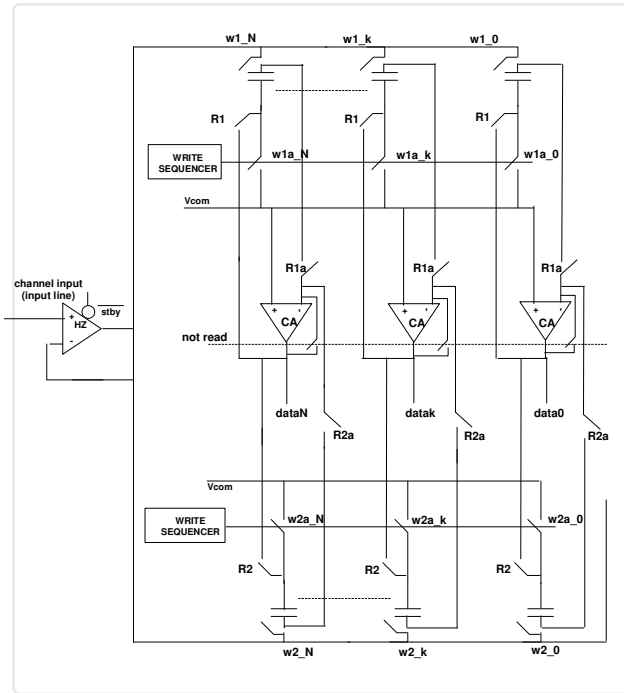 w1_N w1_k w1_0
R1 R1 R1
WRITE
SEQUENCER
w1a_N w1a_k w1a_0
Vcom
R1a R1a R1a
channel input
(input line)
stby
HZ
+
-
+ - + - + -
CA CA CA
not read
dataN datak data0
R2a R2a R2a
Vcom
WRITE
SEQUENCER
w2a_N w2a_k w2a_0
R2 R2 R2
w2_N w2_k w2_0